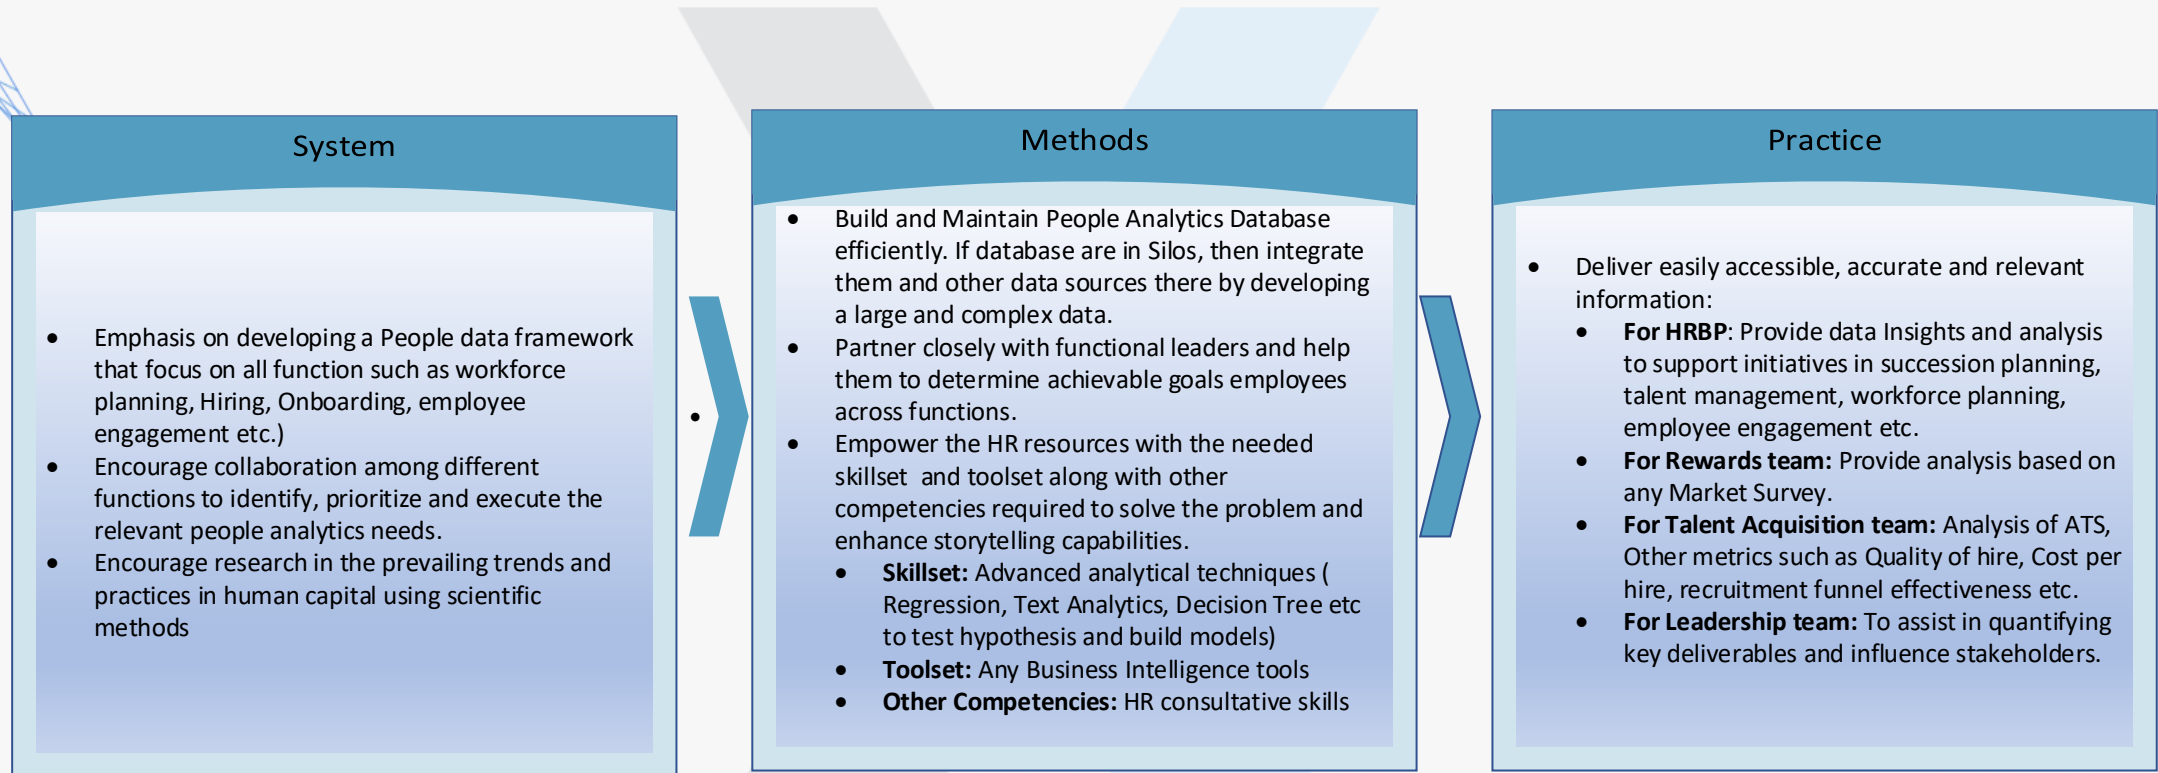 System
• Emphasis on developing a People data framework
that focus on all function such as workforce
planning, Hiring, Onboarding, employee
engagement etc.)
• Encourage collaboration among different
functions to identify, prioritize and execute the
relevant people analytics needs.
• Encourage research in the prevailing trends and
practices in human capital using scientific
methods
•
Methods
• Build and Maintain People Analytics Database
efficiently. If database are in Silos, then integrate
them and other data sources there by developing
a large and complex data.
• Partner closely with functional leaders and help
them to determine achievable goals employees
across functions.
• Empower the HR resources with the needed
skillset  and toolset along with other
competencies required to solve the problem and
enhance storytelling capabilities.
• Skillset: Advanced analytical techniques (
Regression, Text Analytics, Decision Tree etc
to test hypothesis and build models)
• Toolset: Any Business Intelligence tools
• Other Competencies: HR consultative skills
Practice
• Deliver easily accessible, accurate and relevant
information:
• For HRBP: Provide data Insights and analysis
to support initiatives in succession planning,
talent management, workforce planning,
employee engagement etc.
• For Rewards team: Provide analysis based on
any Market Survey.
• For Talent Acquisition team: Analysis of ATS,
Other metrics such as Quality of hire, Cost per
hire, recruitment funnel effectiveness etc.
• For Leadership team: To assist in quantifying
key deliverables and influence stakeholders.